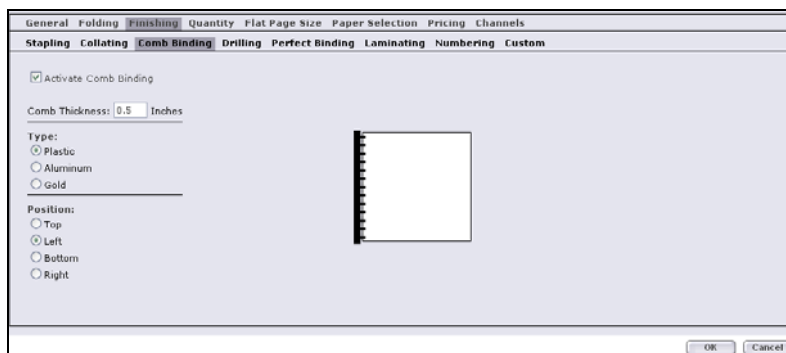 General Folding Finishing Quantity Flat Page Size Paper Selection Pricing Channels
Stapling Collating Comb Binding Drilling Perfect Binding Laminating Numbering Custom
Activate Comb Binding
Comb Thickness: 0.5 Inches
Type:
Plastic
Aluminum
Gold
Position:
Top
Left
Bottom
Right
OK Cancel